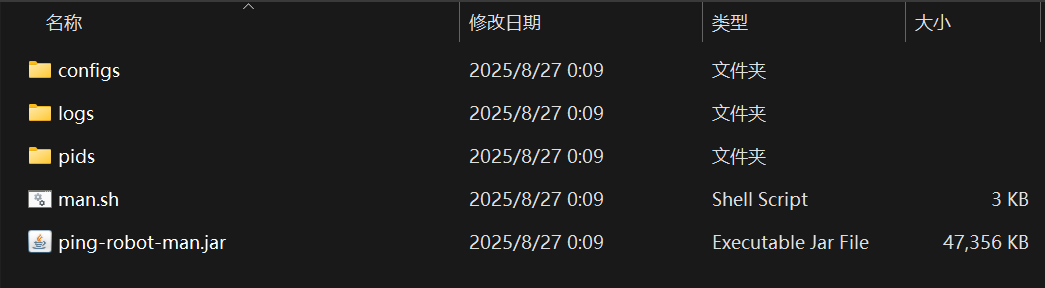 名称 修改日期 类型 大小
configs 2025/8/27 0:09 文件夹
logs 2025/8/27 0:09 文件夹
pids 2025/8/27 0:09 文件夹
man.sh 2025/8/27 0:09 Shell Script 3 KB
ping-robot-man.jar 2025/8/27 0:09 Executable Jar File 47,356 KB